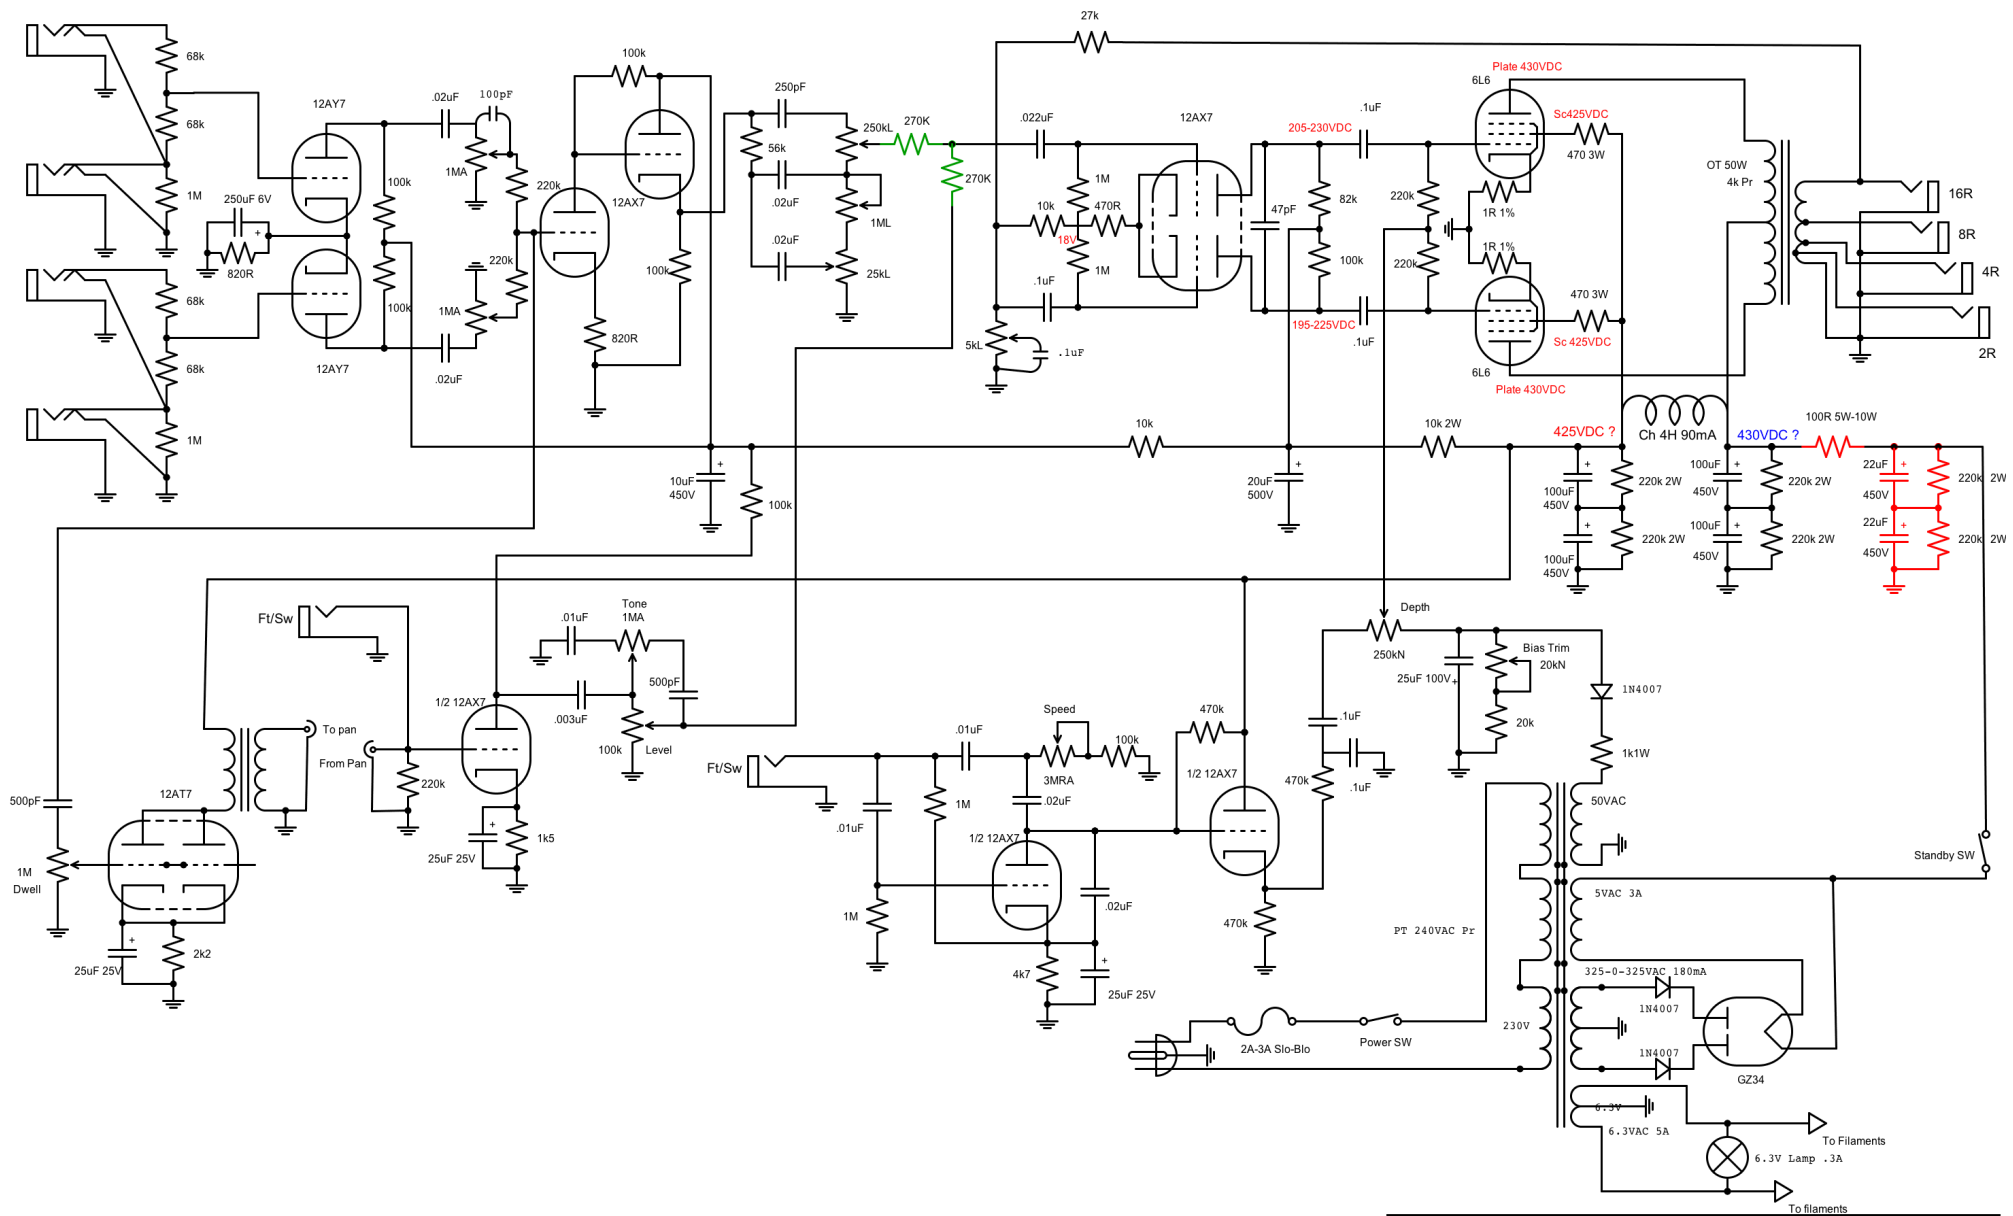 27k
68k
100k
Plate 430VDC
6L6
12AY7
.02uF
100pF
250pF
250kL
270K
.022uF
12AX7
.1uF
205-230VDC
Sc425VDC
470 3W
OT 50W
4k Pr
68k
56k
1MA
220k
100k
12AX7
1M
250uF 6V
+
820R
.02uF
1ML
270K
1M
10k
470R
18V
47pF
82k
220k
1R 1%
16R
8R
4R
2R
.02uF
25kL
100k
220k
1M
100k
220k
1R 1%
470 3W
68k
100k
1MA
195-225VDC
.1uF
.1uF
5kL
.1uF
820R
Sc 425VDC
6L6
Plate 430VDC
12AY7
.02uF
68k
1M
10k
10k 2W
425VDC ?
Ch 4H 90mA
430VDC ?
100R 5W-10W
+
10uF
450V
100k
+
20uF
500V
+
100uF
450V
220k 2W
100uF
+
450V
220k 2W
22uF
+
450V
220k 2W
+
100uF
450V
220k 2W
100uF
+
450V
220k 2W
22uF
+
450V
220k 2W
Ft/Sw
.01uF
Tone
1MA
500pF
1/2 12AX7
.003uF
100k
Level
Depth
250kN
25uF 100V
+
Bias Trim
20kN
20k
1N4007
1k1W
To pan
From Pan
220k
500pF
12AT7
1M
Dwell
+
25uF 25V
1k5
+
25uF 25V
2k2
Ft/Sw
.01uF
Speed
3MRA
100k
470k
.1uF
.1uF
470k
1/2 12AX7
.01uF
1M
.02uF
1/2 12AX7
1M
.02uF
470k
4k7
+
25uF 25V
50VAC
Standby SW
5VAC 3A
PT 240VAC Pr
325-0-325VAC 180mA
1N4007
230V
1N4007
GZ34
2A-3A Slo-Blo
Power SW
6.3V
6.3VAC 5A
To Filaments
6.3V Lamp .3A
To filaments